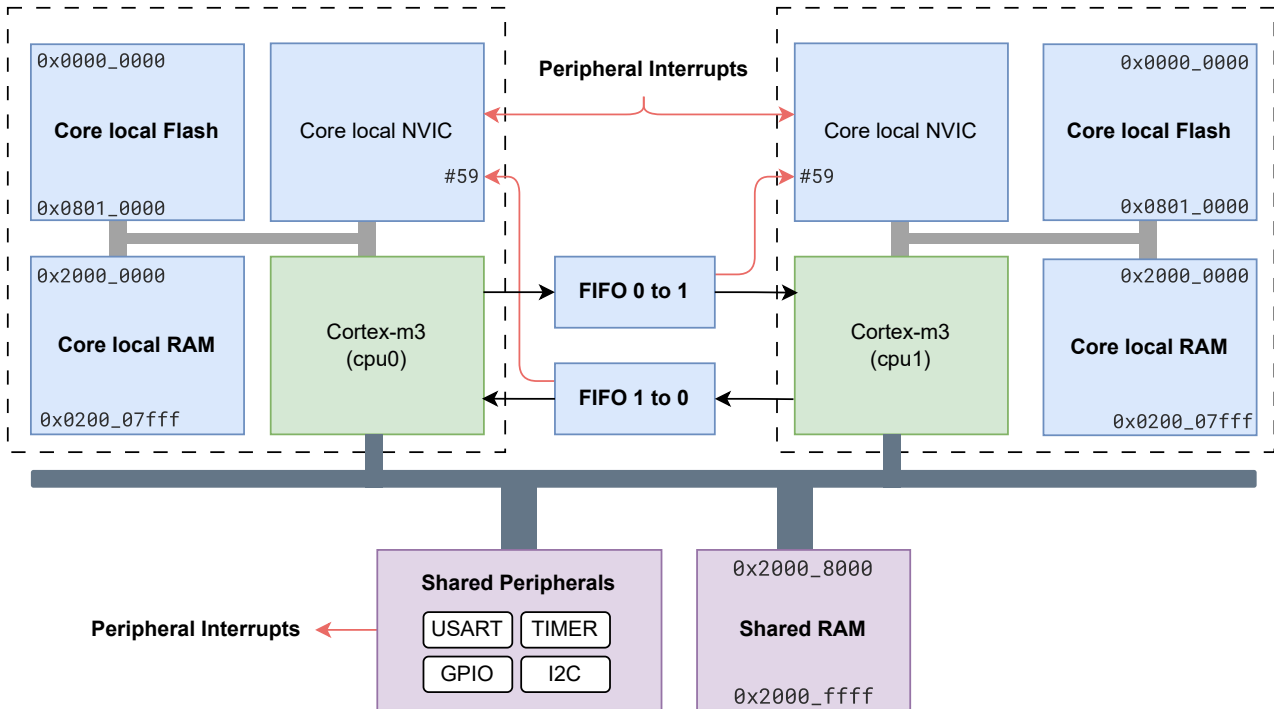 0x0000_0000
Core local Flash
0x0801_0000
Core local NVIC
#59
Peripheral Interrupts
Core local NVIC
#59
0x0000_0000
Core local Flash
0x0801_0000
0x2000_0000
Core local RAM
0x0200_07fff
Cortex-m3
(cpu0)
FIFO 0 to 1
FIFO 1 to 0
Cortex-m3
(cpu1)
0x2000_0000
Core local RAM
0x0200_07fff
Peripheral Interrupts
Shared Peripherals
USART
TIMER
GPIO
I2C
0x2000_8000
Shared RAM
0x2000_ffff